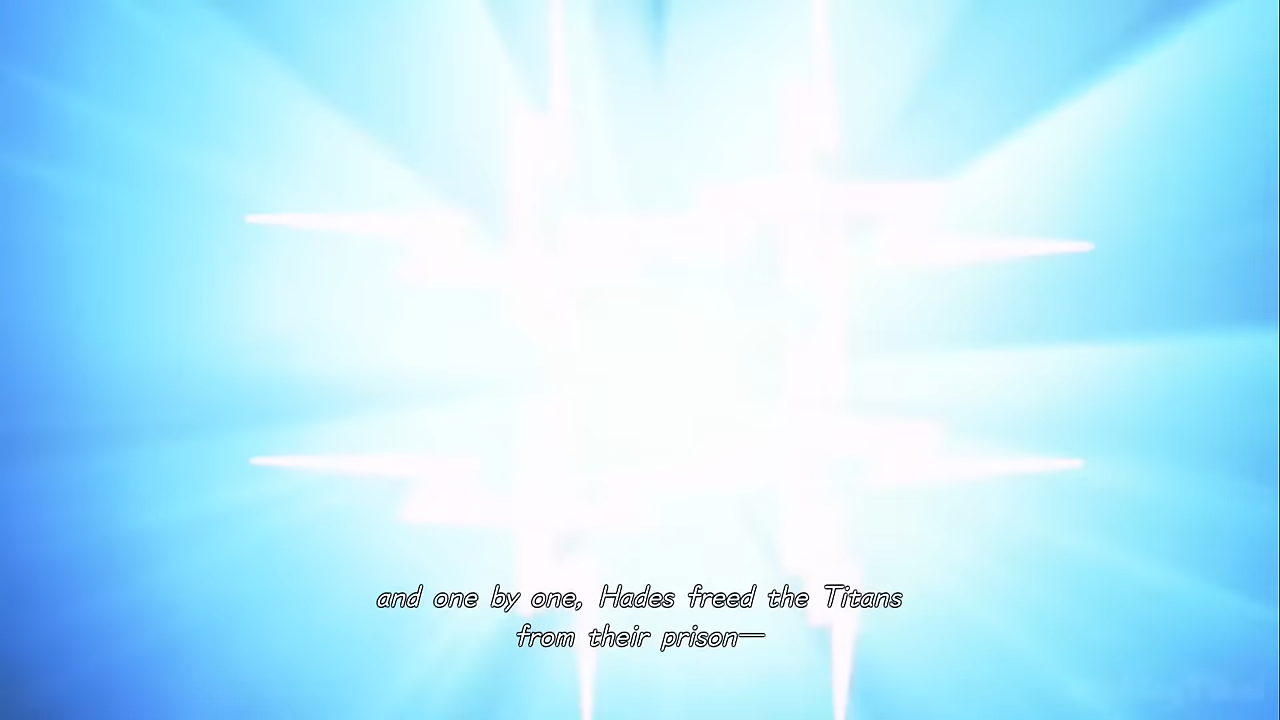 and one by one, Hades freed the Titans
from their prison—